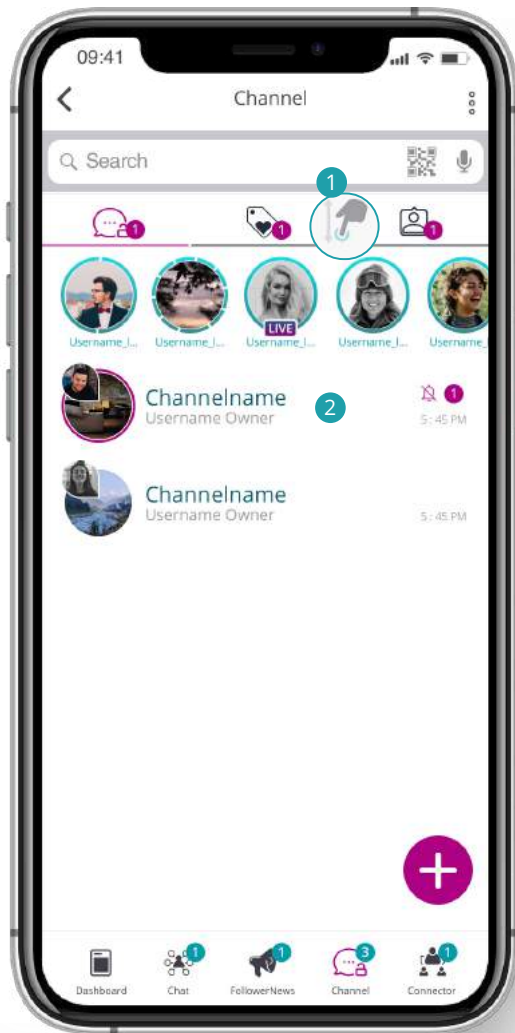 09:41
Channel
Search
1
1 1 1
LIVE
Username_l... Username_l... Username_l... Username_l... Username_l
Channelname 1
Username Owner 2 5:45 PM
Channelname
Username Owner 5:45 PM
1 1 3 1
Dashboard Chat FollowerNews Channel Connector